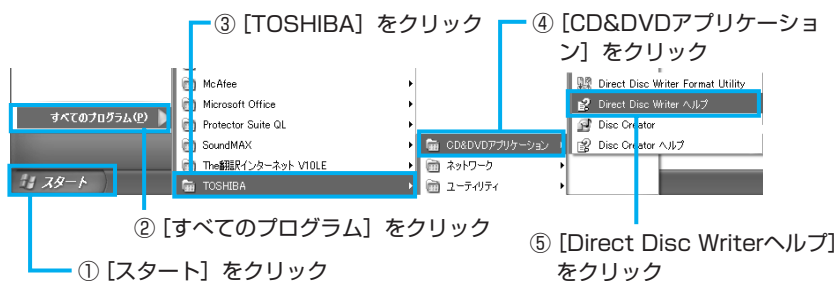 ③ [TOSHIBA] をクリック
④ [CD&DVDアプリケーショ
ン] をクリック
McAfee
Microsoft Office
Protector Suite QL
SoundMAX
The翻訳インターネット V10LE
TOSHIBA
すべてのプログラム(P)
スタート
CD&DVDアプリケーション
ネットワーク
ユーティリティ
Direct Disc Writer Format Utility
Direct Disc Writer ヘルプ
Disc Creator
Disc Creator ヘルプ
② [すべてのプログラム] をクリック
① [スタート] をクリック
⑤ [Direct Disc Writerヘルプ]
をクリック